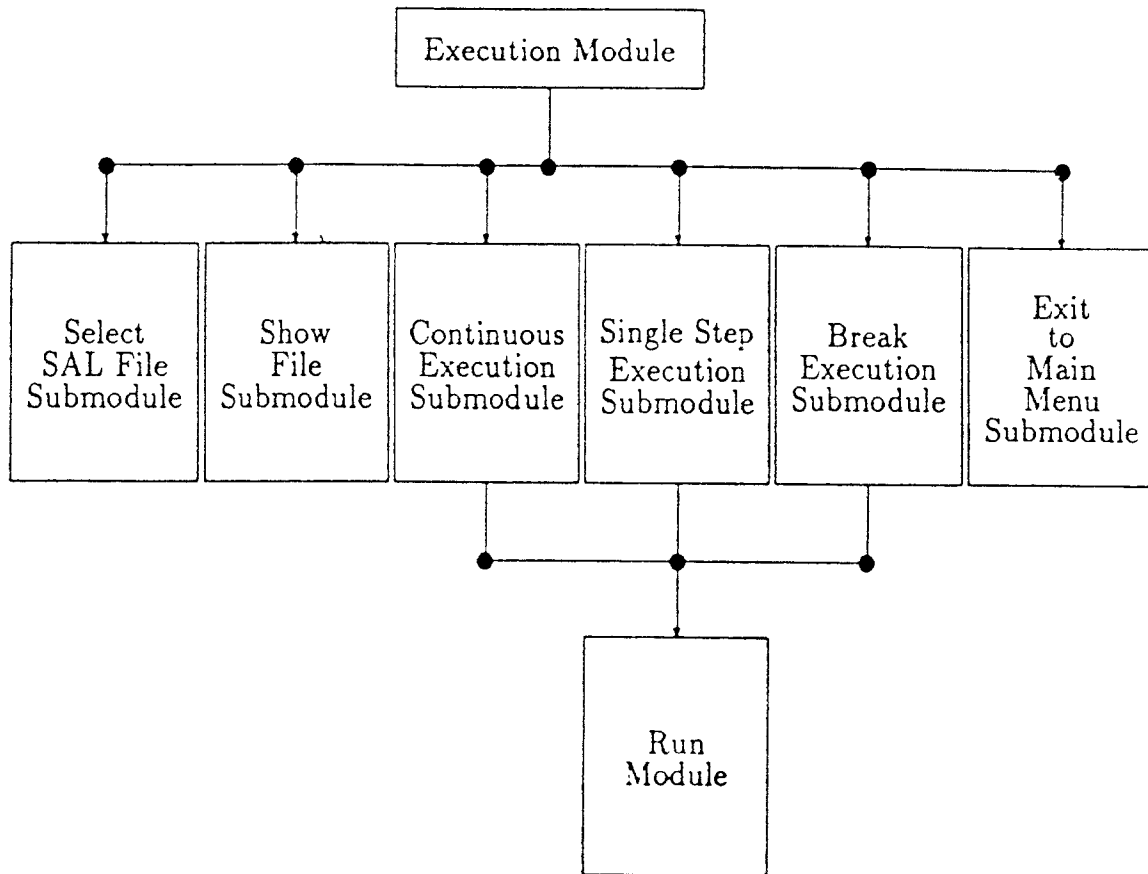 Execution Module
Select
SAL File
Submodule
Show
File
Submodule
Continuous
Execution
Submodule
Single Step
Execution
Submodule
Break
Execution
Submodule
Exit
to
Main
Menu
Submodule
Run
Module